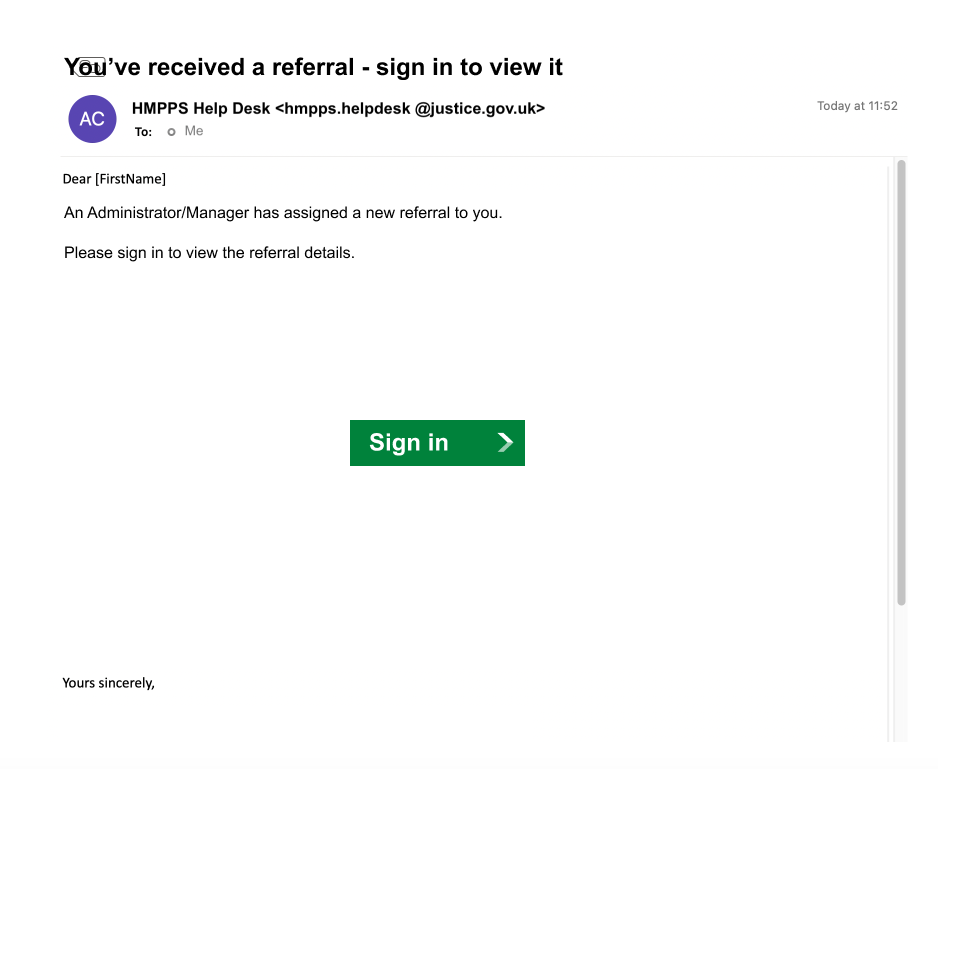 You've received a referral - sign in to view it
AC
HMPPS Help Desk <hmpps.helpdesk @justice.gov.uk>
Today at 11:52
To: Me
Dear [FirstName]
An Administrator/Manager has assigned a new referral to you.
Please sign in to view the referral details.
Sign in
Yours sincerely,